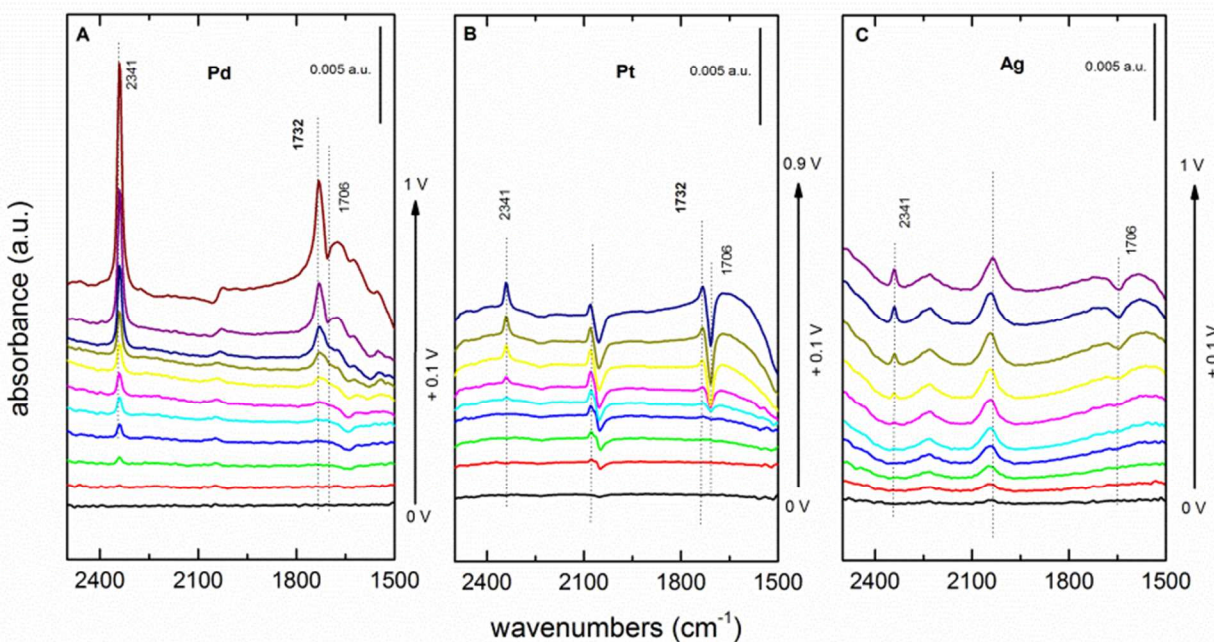 A
B
C
Pd
Pt
Ag
2341
1732
1706
0.005 a.u.
1 V
+ 0.1 V
0 V
2341
1732
1706
0.005 a.u.
0.9 V
+ 0.1 V
0 V
2341
1706
0.005 a.u.
1 V
+ 0.1 V
0 V
absorbance (a.u.)
2400 2100 1800 1500
2400 2100 1800 1500
2400 2100 1800 1500
wavenumbers (cm⁻¹)